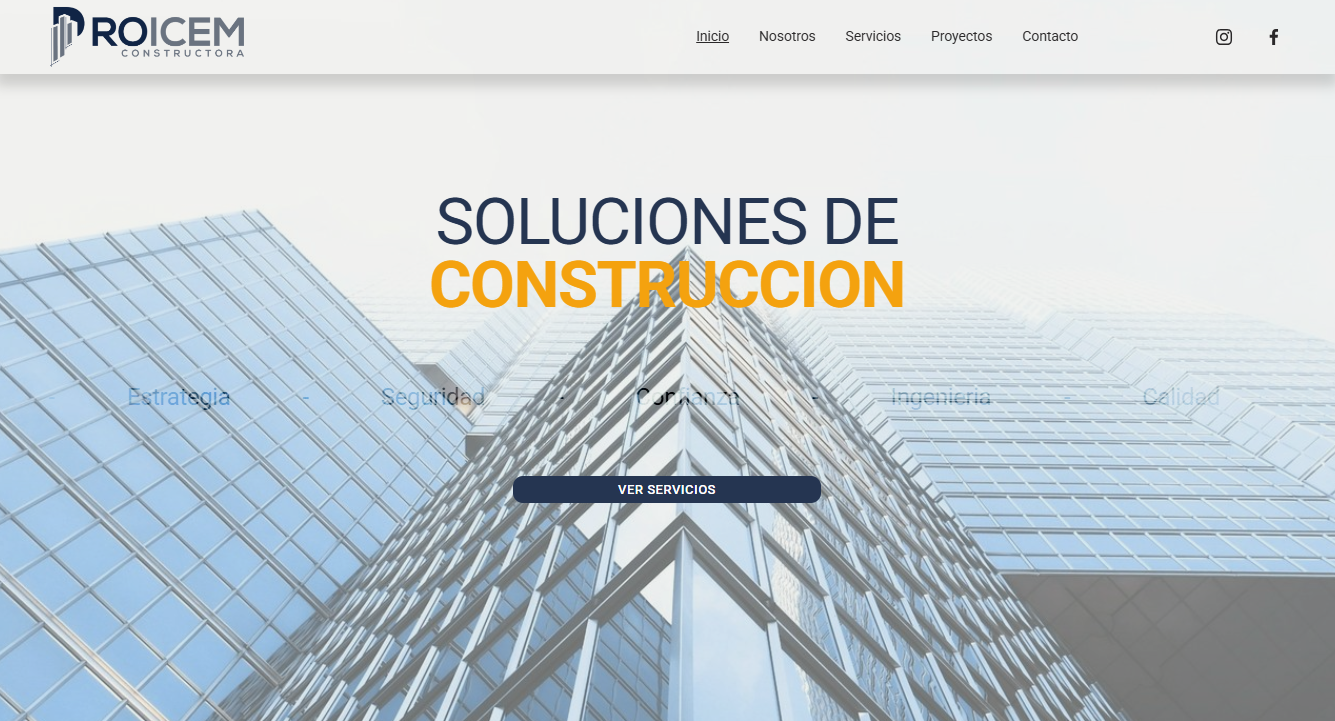 PROICEM
CONSTRUCTORA
Inicio Nosotros Servicios Proyectos Contacto
SOLUCIONES DE
CONSTRUCCION
- Estrategia - Seguridad - Confianza - Ingenieria - Calidad
VER SERVICIOS